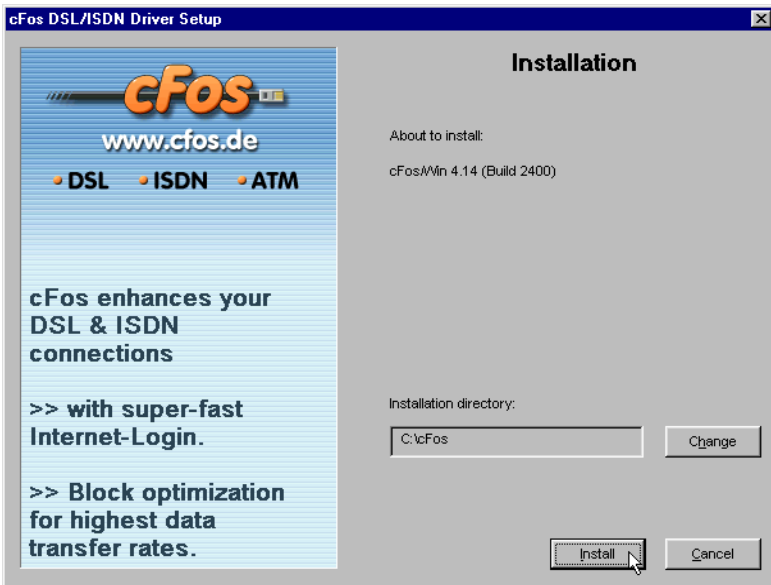 cFos DSL/ISDN Driver Setup
cFos
www.cfos.de
DSL ISDN ATM
cFos enhances your
DSL & ISDN
connections
>> with super-fast
Internet-Login.
>> Block optimization
for highest data
transfer rates.
Installation
About to install:
cFos/Win 4.14 (Build 2400)
Installation directory:
C:\cFos
Change
Install
Cancel